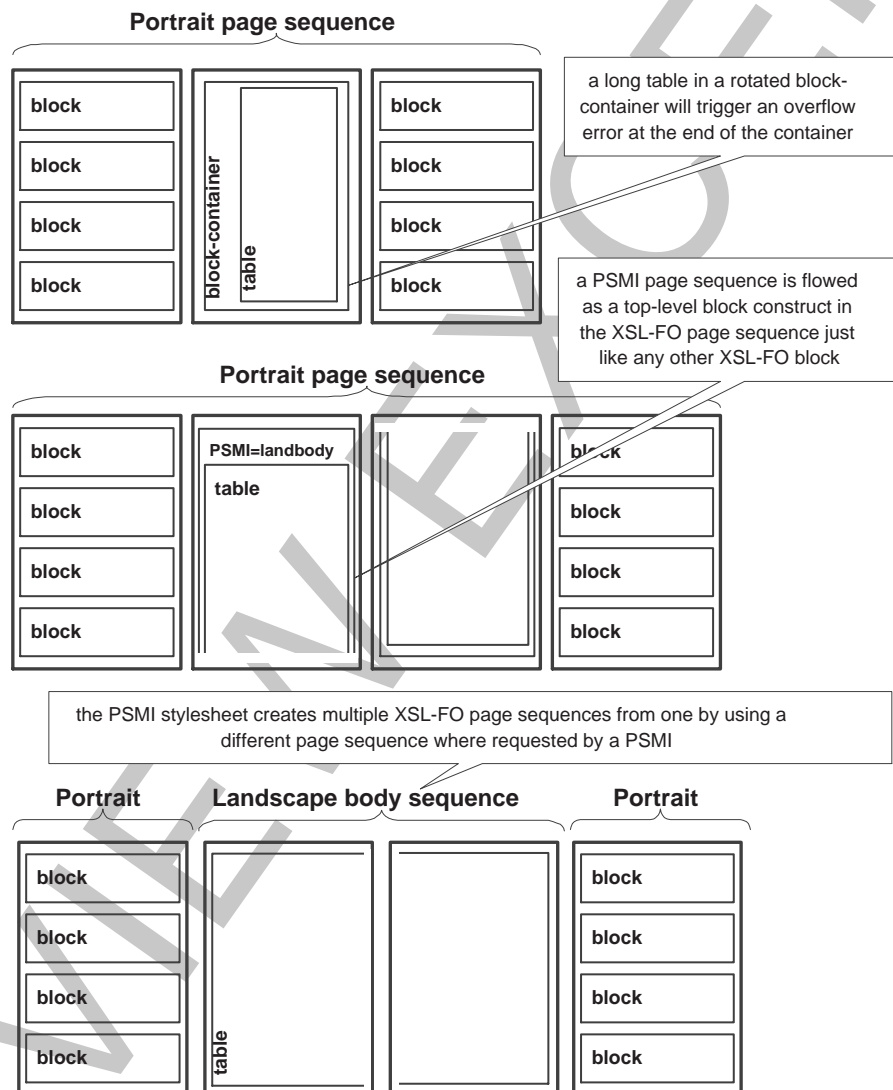 Portrait page sequence
a long table in a rotated block-
container will trigger an overflow
error at the end of the container
block
block
block
block
block-container
table
block
block
block
block
a PSMI page sequence is flowed
as a top-level block construct in
the XSL-FO page sequence just
like any other XSL-FO block
Portrait page sequence
block
block
block
block
PSMI=landbody
table
block
block
block
block
the PSMI stylesheet creates multiple XSL-FO page sequences from one by using a
different page sequence where requested by a PSMI
Portrait
Landscape body sequence
Portrait
block
block
block
block
table
block
block
block
block